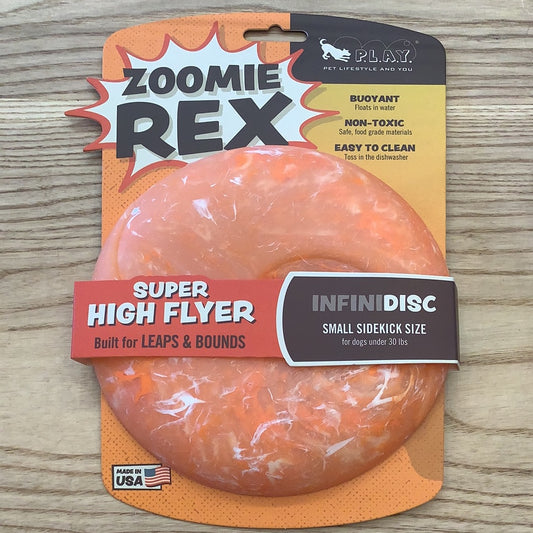 ZOOMIE
REX
P.L.A.Y.
PET LIFESTYLE AND YOU
BUOYANT
Floats in water
NON-TOXIC
Safe, food grade materials
EASY TO CLEAN
Toss in the dishwasher
SUPER
HIGH FLYER
Built for LEAPS & BOUNDS
INFINIDISC
SMALL SIDEKICK SIZE
for dogs under 30 lbs
MADE IN
USA